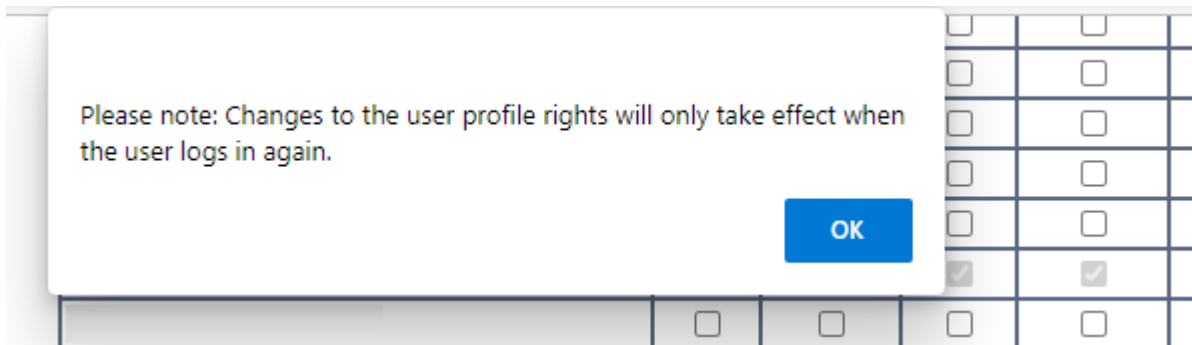 Please note: Changes to the user profile rights will only take effect when
the user logs in again.
OK